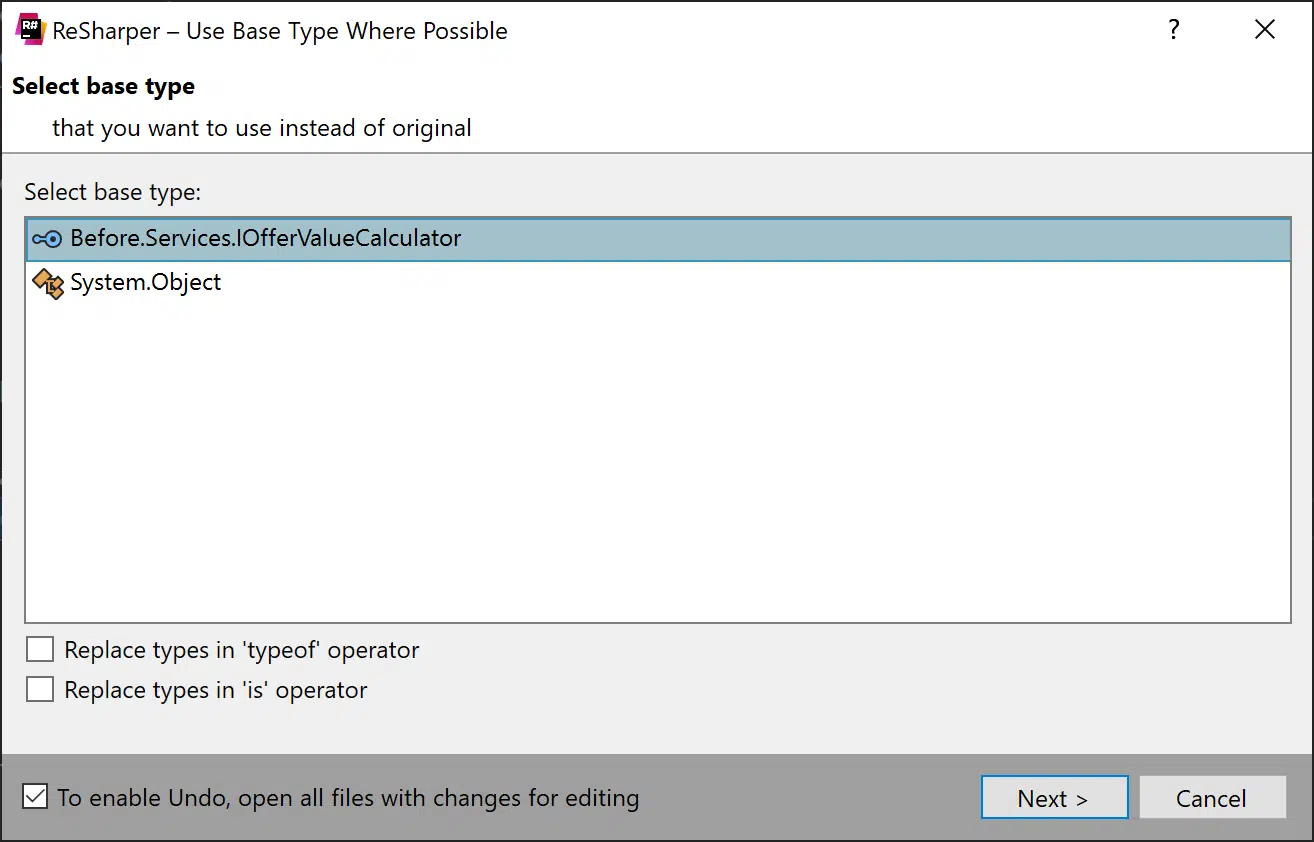 R#
ReSharper – Use Base Type Where Possible
?
Select base type
that you want to use instead of original
Select base type:
Before.Services.IOfferValueCalculator
System.Object
Replace types in 'typeof' operator
Replace types in 'is' operator
To enable Undo, open all files with changes for editing
Next >
Cancel